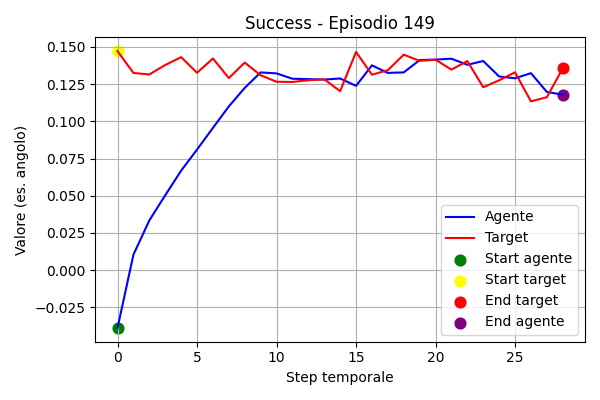 Success - Episodio 149
Valore (es. angolo)
0.150
0.125
0.100
0.075
0.050
0.025
0.000
−0.025
0
5
10
15
20
25
Step temporale
Agente
Target
Start agente
Start target
End target
End agente